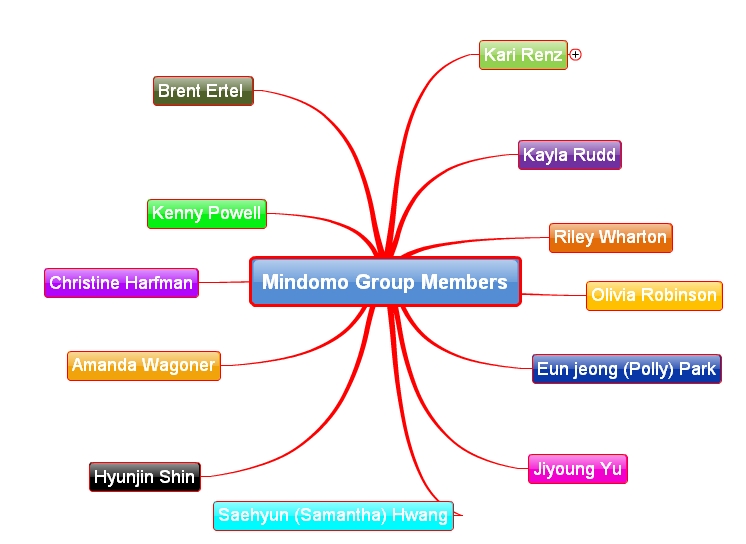 Kari Renz
Brent Ertel
Kayla Rudd
Kenny Powell
Riley Wharton
Mindomo Group Members
Christine Harfman
Olivia Robinson
Amanda Wagoner
Eun jeong (Polly) Park
Hyunjin Shin
Jiyoung Yu
Saehyun (Samantha) Hwang